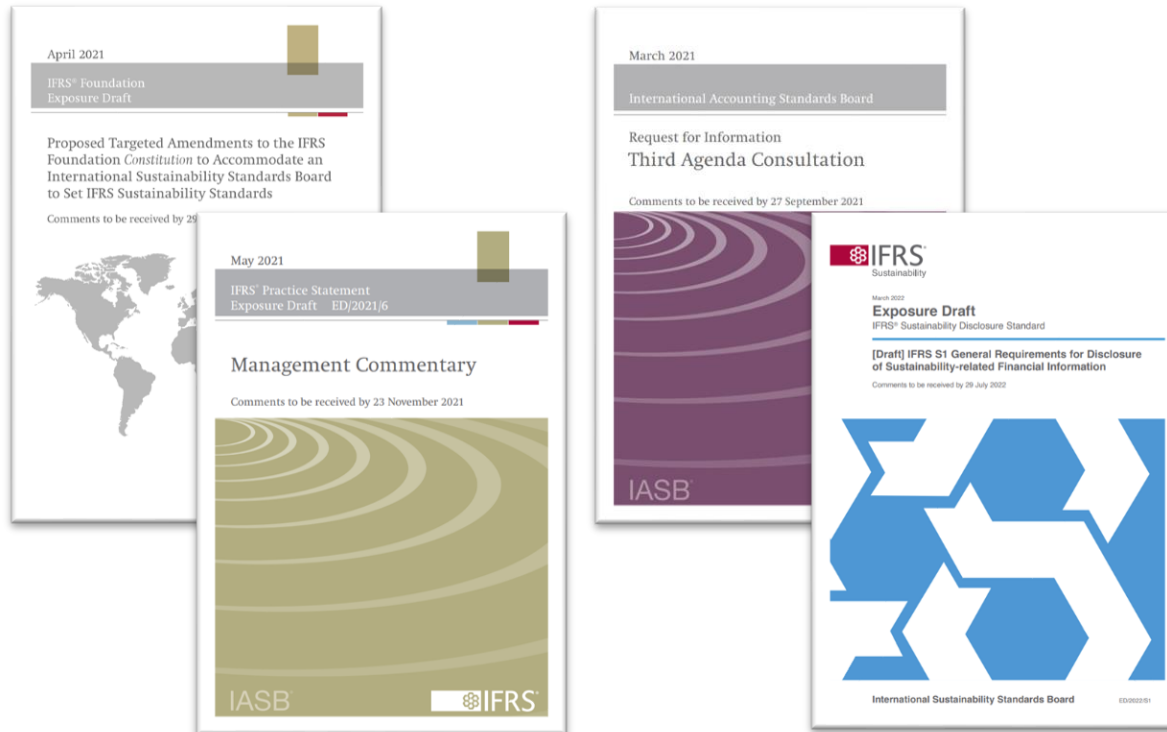 April 2021
IFRS® Foundation
Exposure Draft
Proposed Targeted Amendments to the IFRS
Foundation Constitution to Accommodate an
International Sustainability Standards Board
to Set IFRS Sustainability Standards
Comments to be received by 29
May 2021
IFRS® Practice Statement
Exposure Draft ED/2021/6
Management Commentary
Comments to be received by 23 November 2021
IASB®
IFRS®
March 2021
International Accounting Standards Board
Request for Information
Third Agenda Consultation
Comments to be received by 27 September 2021
IASB®
IFRS®
Sustainability
March 2022
Exposure Draft
IFRS® Sustainability Disclosure Standard
[Draft] IFRS S1 General Requirements for Disclosure
of Sustainability-related Financial Information
Comments to be received by 29 July 2022
International Sustainability Standards Board ED/2022/S1